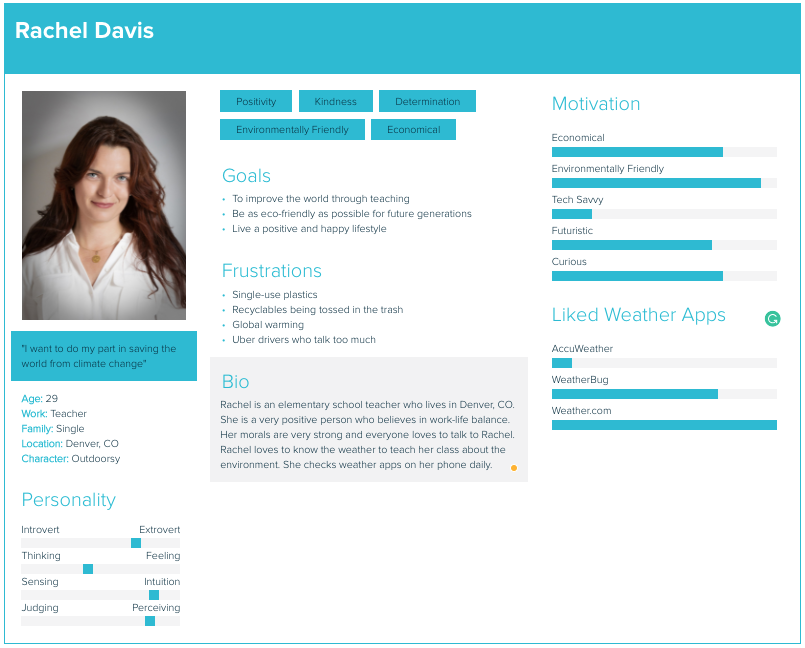 Rachel Davis
"I want to do my part in saving the
world from climate change"
Age: 29
Work: Teacher
Family: Single
Location: Denver, CO
Character: Outdoorsy
Personality
Introvert Extrovert
Thinking Feeling
Sensing Intuition
Judging Perceiving
Positivity Kindness Determination
Environmentally Friendly Economical
Goals
• To improve the world through teaching
• Be as eco-friendly as possible for future generations
• Live a positive and happy lifestyle
Frustrations
• Single-use plastics
• Recyclables being tossed in the trash
• Global warming
• Uber drivers who talk too much
Bio
Rachel is an elementary school teacher who lives in Denver, CO.
She is a very positive person who believes in work-life balance.
Her morals are very strong and everyone loves to talk to Rachel.
Rachel loves to know the weather to teach her class about the
environment. She checks weather apps on her phone daily.
Motivation
Economical
Environmentally Friendly
Tech Savvy
Futuristic
Curious
Liked Weather Apps
AccuWeather
WeatherBug
Weather.com